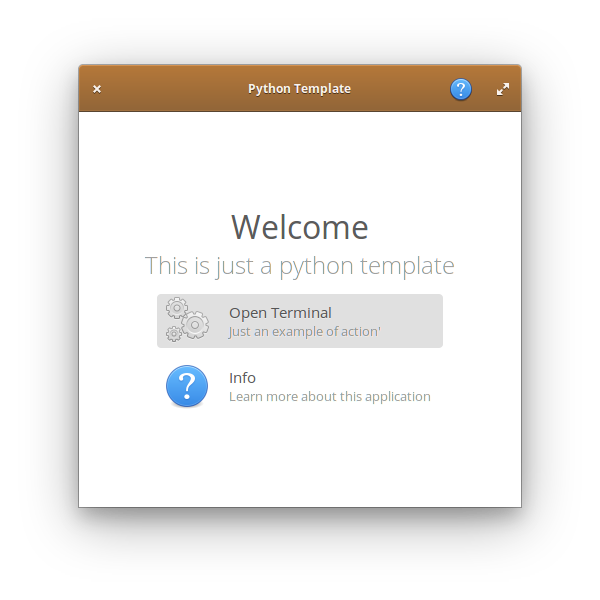 Python Template
Welcome
This is just a python template
Open Terminal
Just an example of action'
Info
Learn more about this application